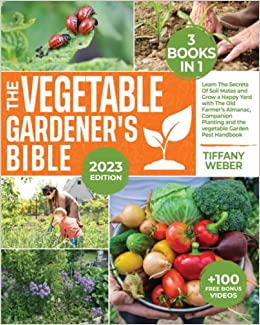 3
BOOKS
IN 1
THE
VEGETABLE
GARDENER'S
BIBLE
2023
EDITION
Learn The Secrets
Of Soil Mates and
Grow a Happy Yard
with The Old
Farmer's Almanac,
Companion
Planting and the
vegetable Garden
Pest Handbook
TIFFANY
WEBER
+100
FREE BONUS
VIDEOS